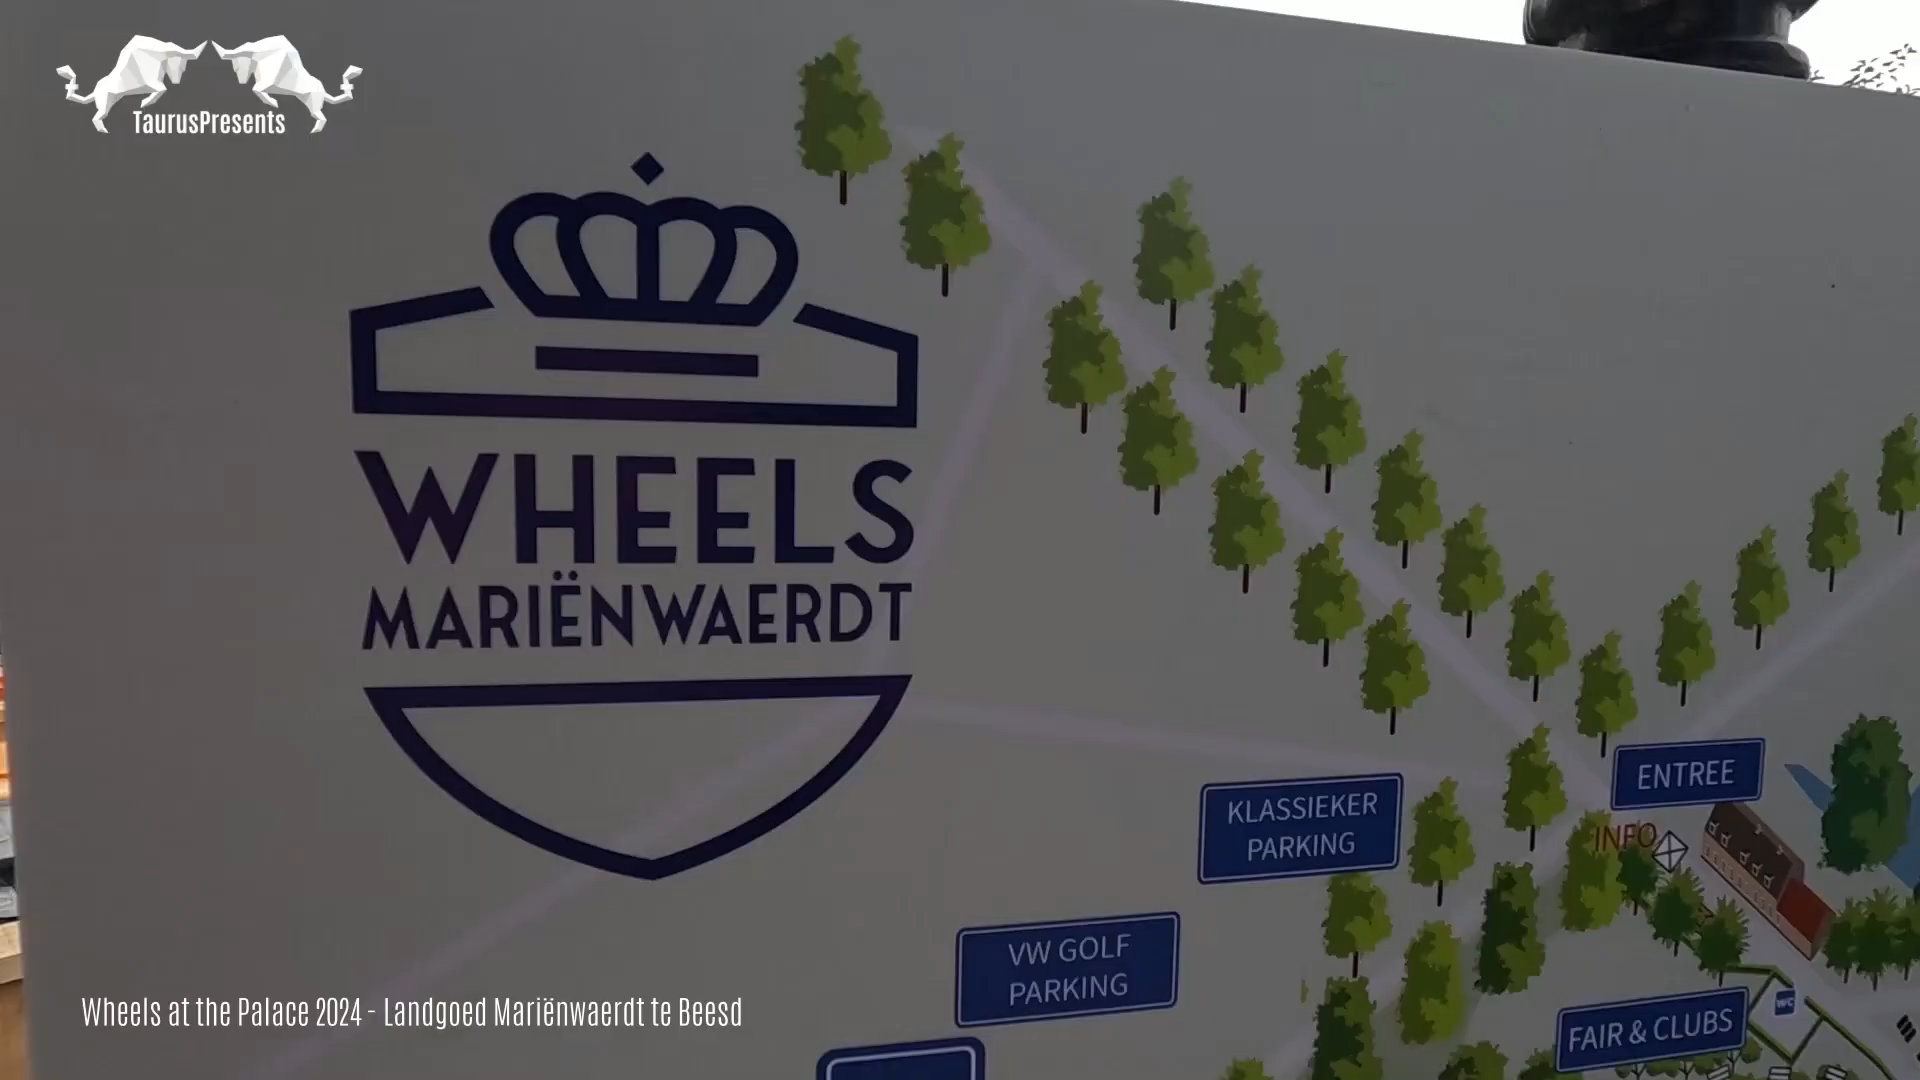 TaurusPresents
WHEELS
MARIËNWAERDT
ENTREE
KLASSIEKER
PARKING
INFO
VW GOLF
PARKING
WC
FAIR & CLUBS
Wheels at the Palace 2024 - Landgoed Mariënwaerdt te Beesd